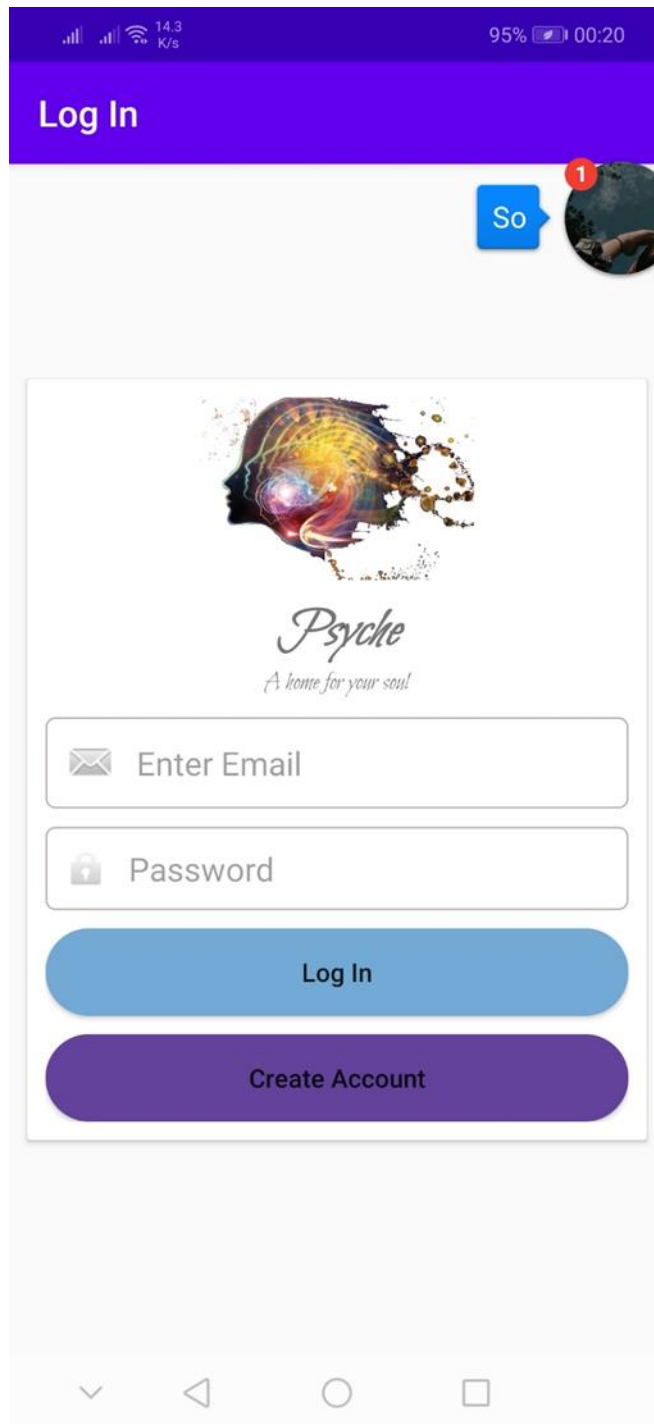 14.3
K/s
95% 00:20
Log In
1
So
Psyche
A home for your soul
Enter Email
Password
Log In
Create Account